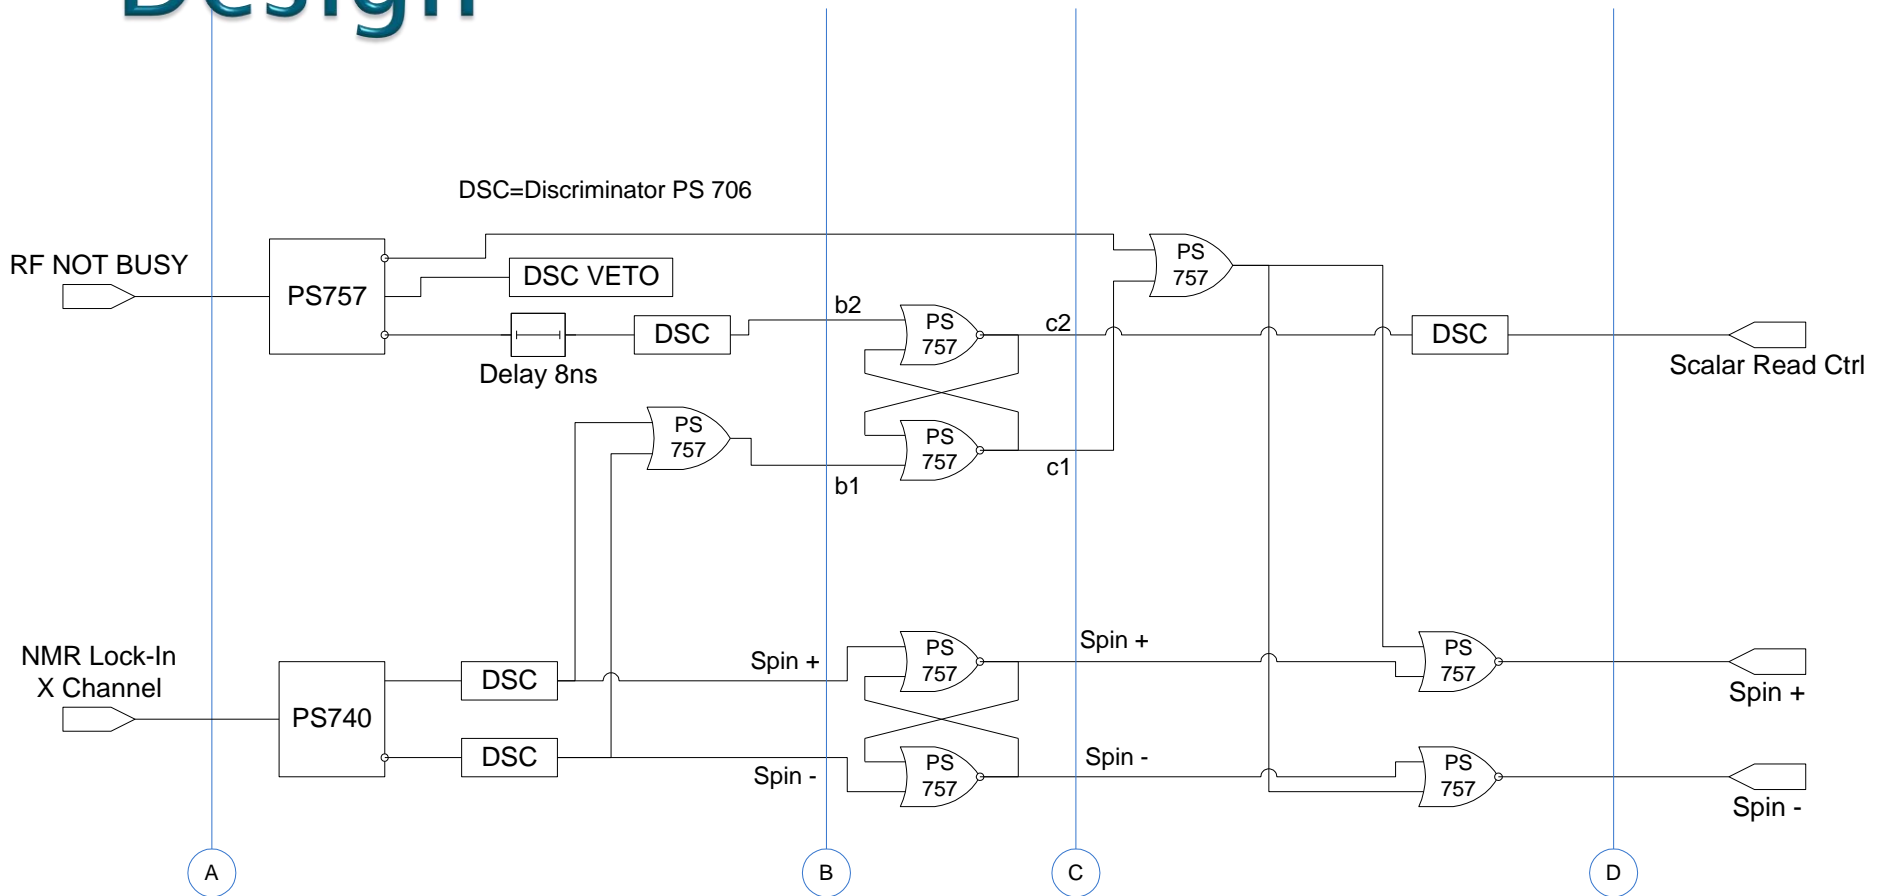 Design
DSC=Discriminator PS 706
RF NOT BUSY
PS757
DSC VETO
Delay 8ns
DSC
b2
PS
757
c2
PS
757
DSC
Scalar Read Ctrl
PS
757
b1
PS
757
c1
NMR Lock-In
X Channel
PS740
DSC
Spin +
PS
757
Spin +
PS
757
Spin +
DSC
Spin -
PS
757
Spin -
PS
757
Spin -
A
B
C
D